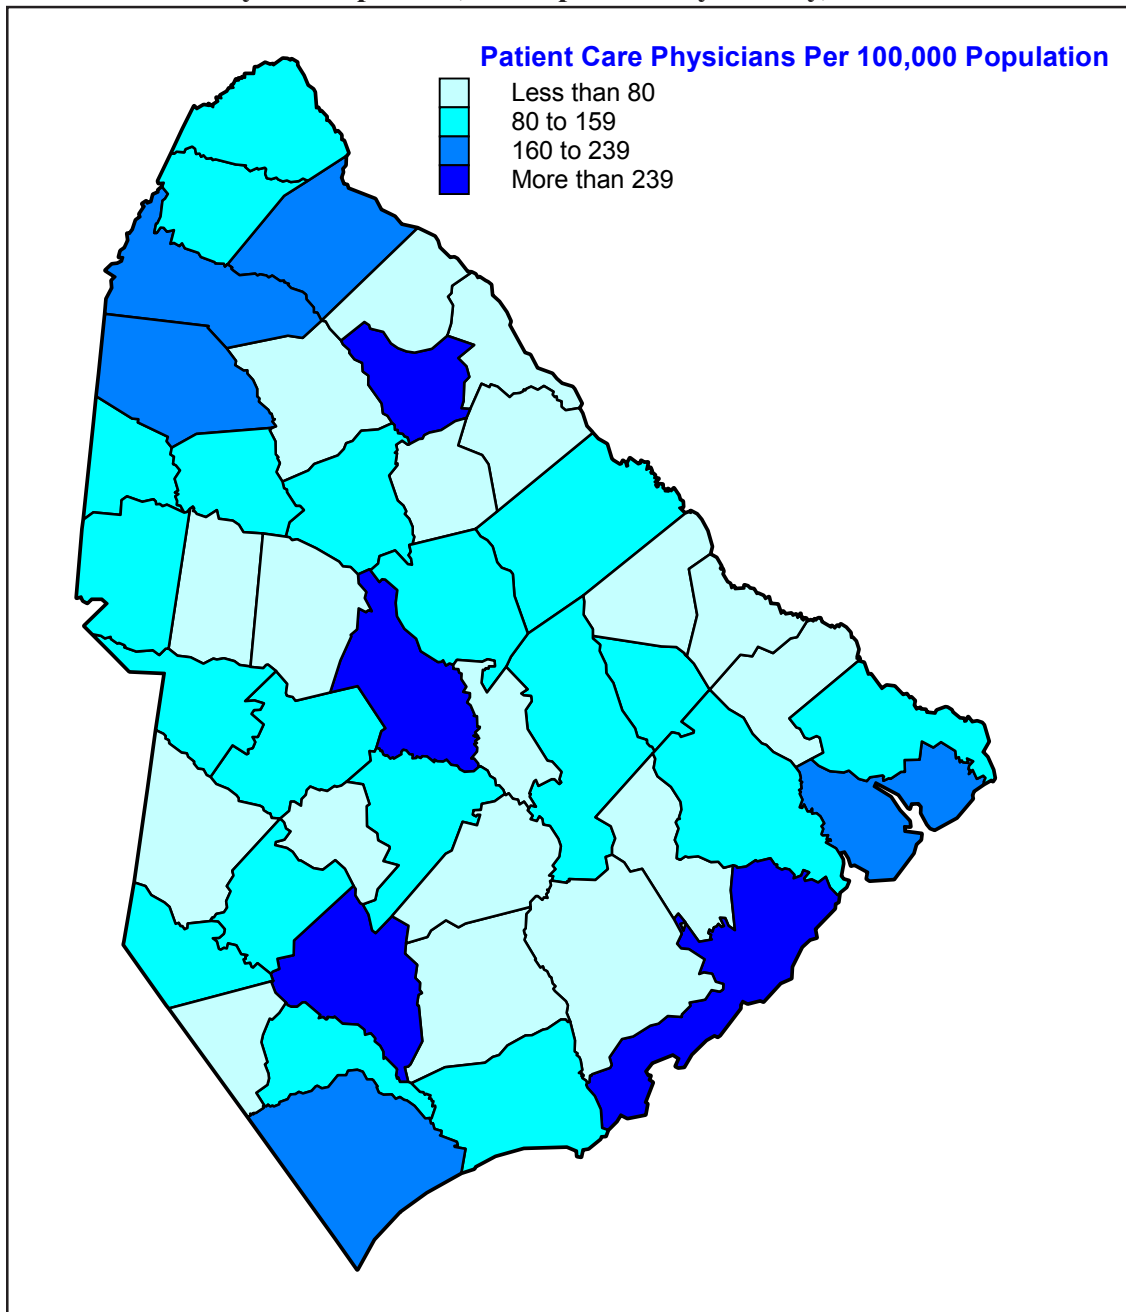 Patient Care Physicians Per 100,000 Population
Less than 80
80 to 159
160 to 239
More than 239